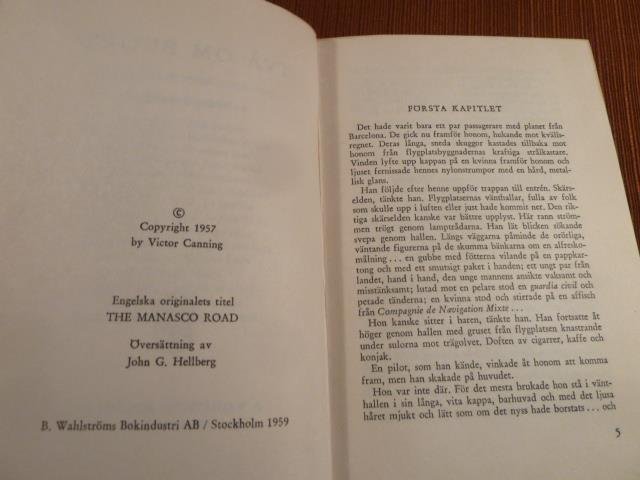 ©
Copyright 1957
by Victor Canning
Engelska originalets titel
THE MANASCO ROAD
Översättning av
John G. Hellberg
B. Wahlströms Bokindustri AB / Stockholm 1959
FÖRSTA KAPITLET
Det hade varit bara ett par passagerare med planet från
Barcelona. De gick nu framför honom, hukande mot kvälls-
regnet. Deras långa, sneda skuggor kastades tillbaka mot
honom från flygplatsbyggnadernas kraftiga strålkastare.
Vinden lyfte upp kappan på en kvinna framför honom och
ljuset fernissade hennes nylonstrumpor med en hård, metal-
lisk glans.
Han följde efter henne uppför trappan till entrén. Skärs-
elden, tänkte han. Flygplatsernas vänthallar, fulla av folk
som skulle upp i luften eller just hade kommit ner. Den rik-
tiga skärselden kanske var bättre upplyst. Här rann ström-
men trögt genom lamptrådarna. Han lät blicken sökande
svepa genom hallen. Längs väggarna påminde de orörliga,
väntande figurerna på de skumma bänkarna om en alfresko-
målning . . . en gubbe med fötterna vilande på en pappkar-
tong och med ett smutsigt paket i handen; ett ungt par från
landet, hand i hand, den unge mannens ansikte vaksamt och
misstänksamt; lutad mot en pelare stod en guardia civil och
petade tänderna; en kvinna stod och stirrade på en affisch
från Compagnie de Navigation Mixte . . .
Hon kanske sitter i baren, tänkte han. Han fortsatte åt
höger genom hallen med gruset från flygplatsen knastrande
under sulorna mot trägolvet. Doften av cigarrer, kaffe och
konjak.
En pilot, som han kände, vinkade åt honom att komma
fram, men han skakade på huvudet.
Hon var inte där. För det mesta brukade hon stå i vänt-
hallen i sin långa, vita kappa, barhuvad och med det ljusa
håret mjukt och lätt som om det nyss hade borstats . . . och
5